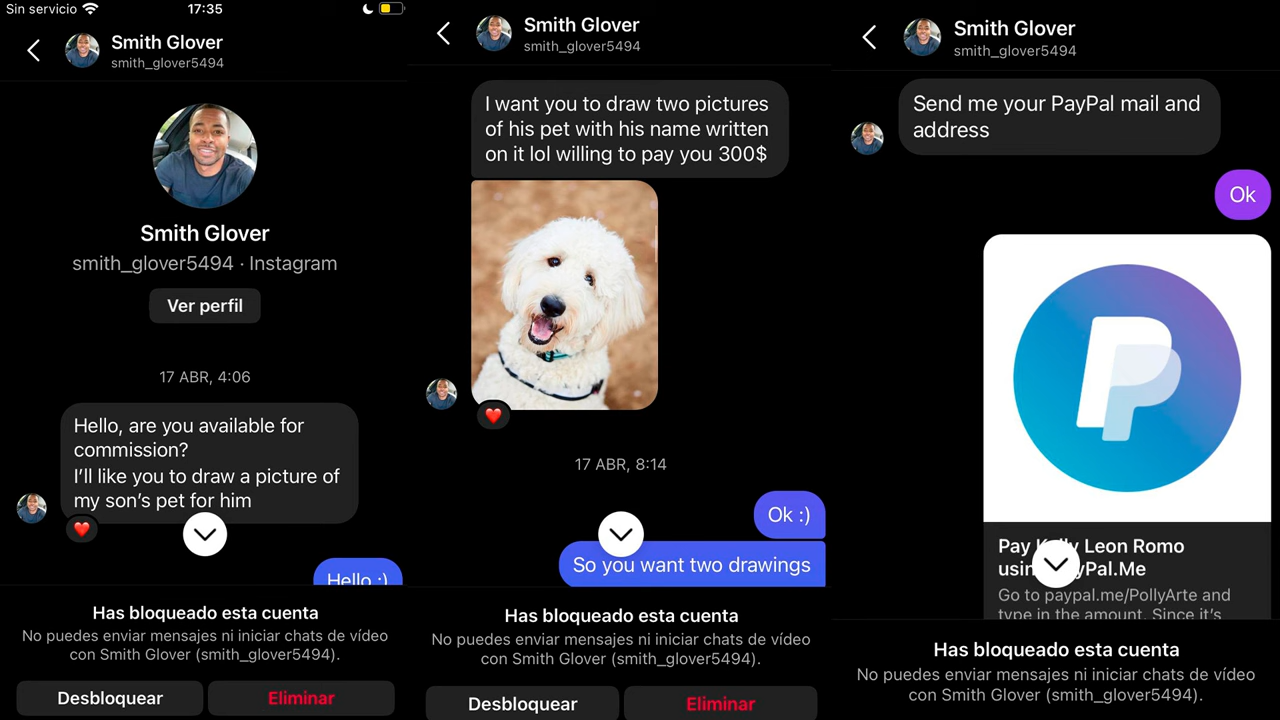 Sin servicio
17:35
Smith Glover
smith_glover5494
Smith Glover
smith_glover5494 · Instagram
Ver perfil
17 ABR, 4:06
Hello, are you available for
commission?
I'll like you to draw a picture of
my son's pet for him
Hello :)
Has bloqueado esta cuenta
No puedes enviar mensajes ni iniciar chats de vídeo
con Smith Glover (smith_glover5494).
Desbloquear
Eliminar
Smith Glover
smith_glover5494
I want you to draw two pictures
of his pet with his name written
on it lol willing to pay you 300$
17 ABR, 8:14
Ok :)
So you want two drawings
Has bloqueado esta cuenta
No puedes enviar mensajes ni iniciar chats de vídeo
con Smith Glover (smith_glover5494).
Desbloquear
Eliminar
Smith Glover
smith_glover5494
Send me your PayPal mail and
address
Ok
Pay Leon Romo
Go to paypal.me/PollyArte and
type in the amount. Since it's
Has bloqueado esta cuenta
No puedes enviar mensajes ni iniciar chats de vídeo
con Smith Glover (smith_glover5494).